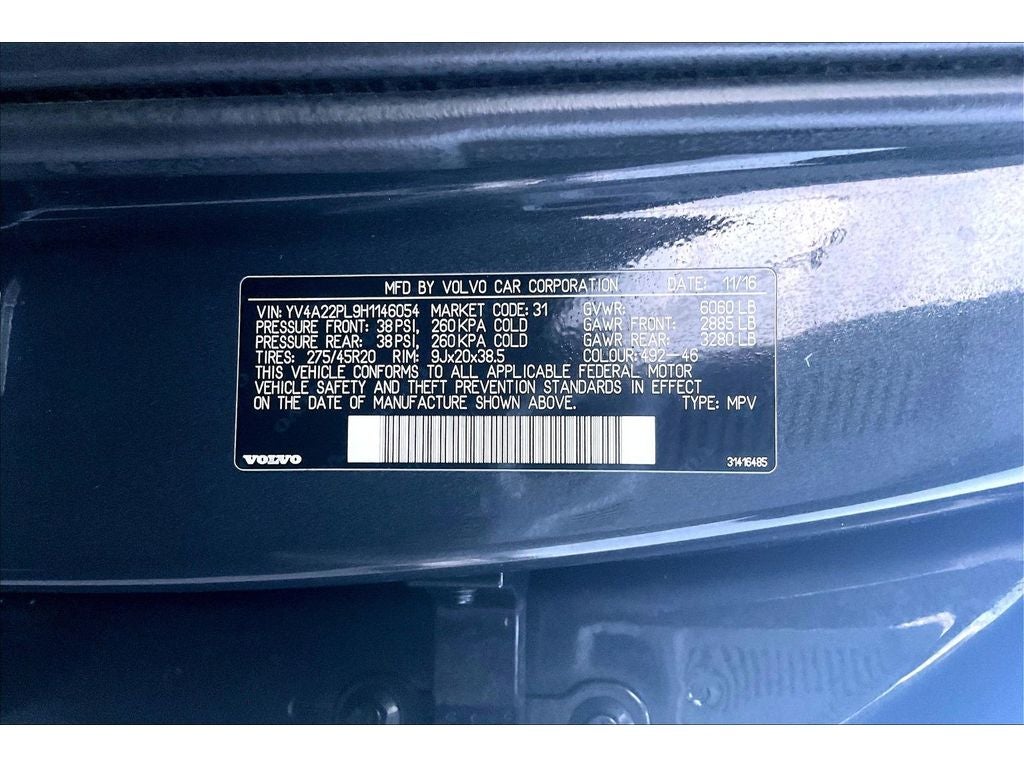 MFD BY VOLVO CAR CORPORATION DATE: 11/16
VIN: YV4A22PL9H1146054 MARKET CODE: 31 GVWR: 6060 LB
PRESSURE FRONT: 38 PSI, 260 KPA COLD GAWR FRONT: 2885 LB
PRESSURE REAR: 38 PSI, 260 KPA COLD GAWR REAR: 3280 LB
TIRES: 275/45R20 RIM: 9Jx20x38.5 COLOUR: 492-46
THIS VEHICLE CONFORMS TO ALL APPLICABLE FEDERAL MOTOR
VEHICLE SAFETY AND THEFT PREVENTION STANDARDS IN EFFECT
ON THE DATE OF MANUFACTURE SHOWN ABOVE. TYPE: MPV
VOLVO 31416485